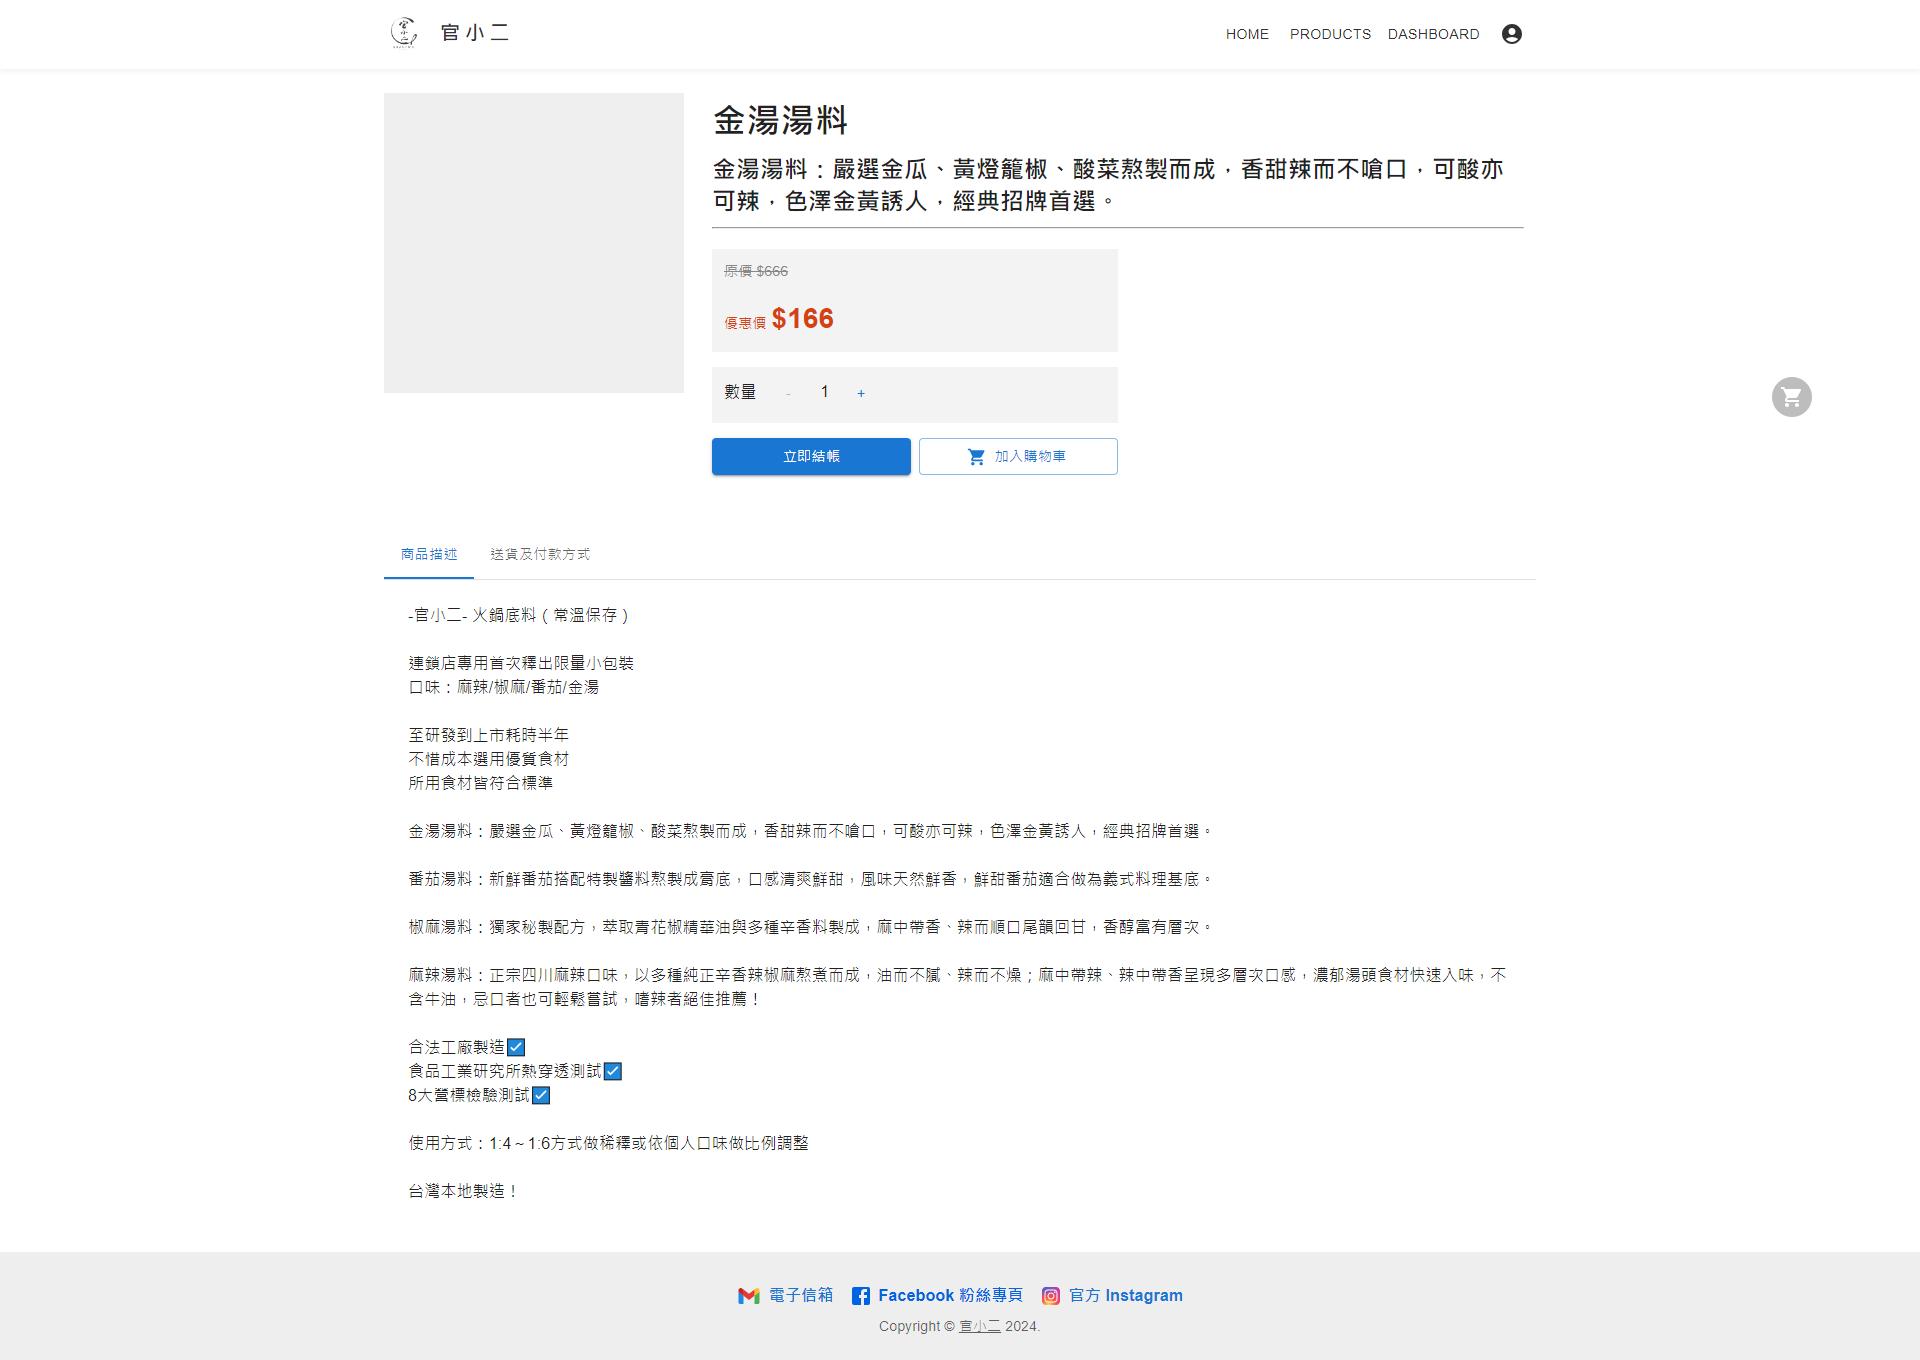 官小二
HOME PRODUCTS DASHBOARD
金湯湯料
金湯湯料：嚴選金瓜、黃燈籠椒、酸菜熬製而成，香甜辣而不嗆口，可酸亦
可辣，色澤金黃誘人，經典招牌首選。
原價 $666
優惠價 $166
數量 - 1 +
立即結帳 加入購物車
商品描述 送貨及付款方式
-官小二- 火鍋底料（常溫保存）
連鎖店專用首次釋出限量小包裝
口味：麻辣/椒麻/番茄/金湯
至研發到上市耗時半年
不惜成本選用優質食材
所用食材皆符合標準
金湯湯料：嚴選金瓜、黃燈籠椒、酸菜熬製而成，香甜辣而不嗆口，可酸亦可辣，色澤金黃誘人，經典招牌首選。
番茄湯料：新鮮番茄搭配特製醬料熬製成膏底，口感清爽鮮甜，風味天然鮮香，鮮甜番茄適合做為義式料理基底。
椒麻湯料：獨家秘製配方，萃取青花椒精華油與多種辛香料製成，麻中帶香、辣而順口尾韻回甘，香醇富有層次。
麻辣湯料：正宗四川麻辣口味，以多種純正辛香辣椒麻熬煮而成，油而不膩、辣而不燥；麻中帶辣、辣中帶香呈現多層次口感，濃郁湯頭食材快速入味，不
含牛油，忌口者也可輕鬆嘗試，嗜辣者絕佳推薦！
合法工廠製造☑️
食品工業研究所熱穿透測試☑️
8大營標檢驗測試☑️
使用方式：1:4～1:6方式做稀釋或依個人口味做比例調整
台灣本地製造！
電子信箱 Facebook 粉絲專頁 官方 Instagram
Copyright © 官小二 2024.